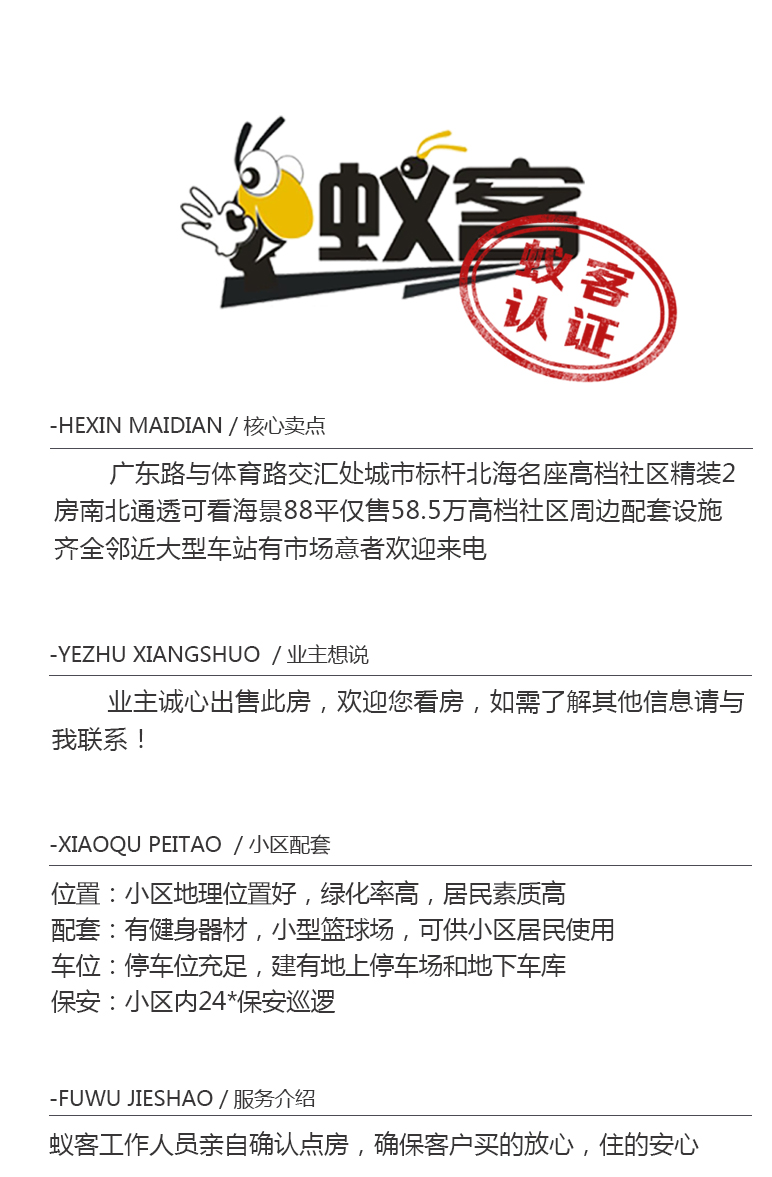 蚁客
蚁客
认证
-HEXIN MAIDIAN / 核心卖点
广东路与体育路交汇处城市标杆北海名座高档社区精装2
房南北通透可看海景88平仅售58.5万高档社区周边配套设施
齐全邻近大型车站有市场意者欢迎来电
-YEZHU XIANGSHUO / 业主想说
业主诚心出售此房，欢迎您看房，如需了解其他信息请与
我联系！
-XIAOQU PEITAO / 小区配套
位置：小区地理位置好，绿化率高，居民素质高
配套：有健身器材，小型篮球场，可供小区居民使用
车位：停车位充足，建有地上停车场和地下车库
保安：小区内24*保安巡逻
-FUWU JIESHAO / 服务介绍
蚁客工作人员亲自确认点房，确保客户买的放心，住的安心